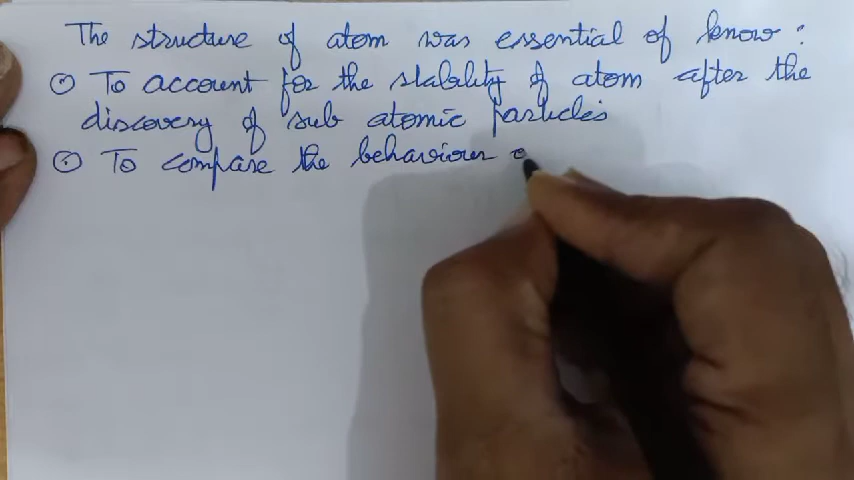 The structure of atom was essential of know :
⊙ To account for the stability of atom after the
discovery of sub atomic particles
⊙ To compare the behaviour o